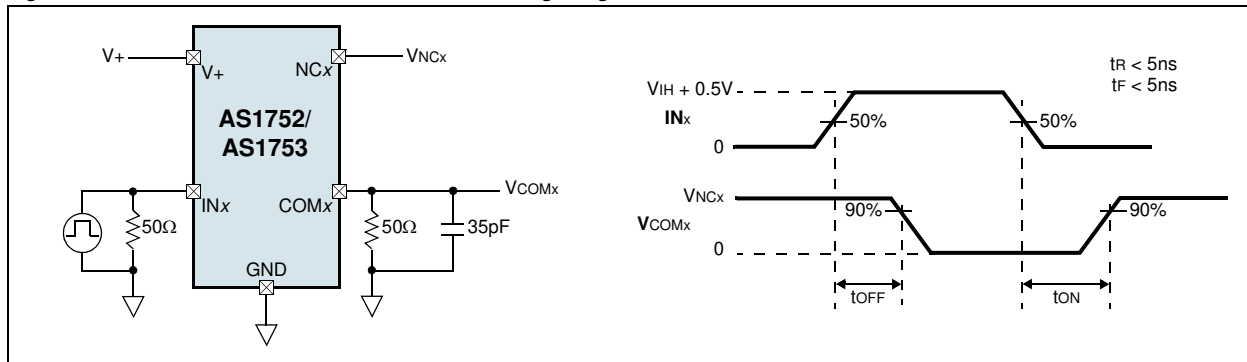 V+
V+
NCx
VNCx
AS1752/
AS1753
INx
COMx
VCOMx
50Ω
50Ω
35pF
GND
tR < 5ns
tF < 5ns
VIH + 0.5V
INx
50%
50%
0
VNCx
90%
90%
VCOMx
0
tOFF
tON